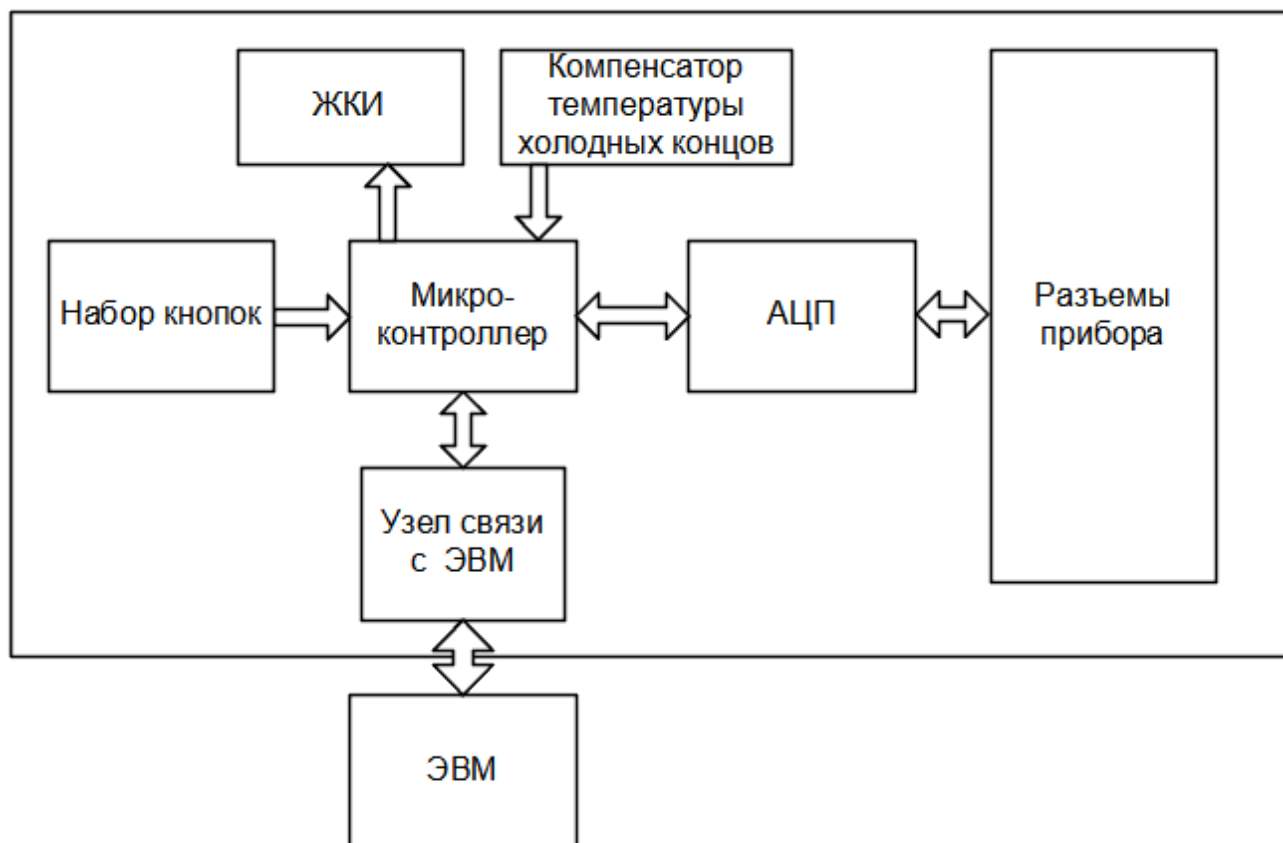 ЖКИ
Компенсатор
температуры
холодных концов
Набор кнопок
Микро-
контроллер
АЦП
Разъемы
прибора
Узел связи
с ЭВМ
ЭВМ